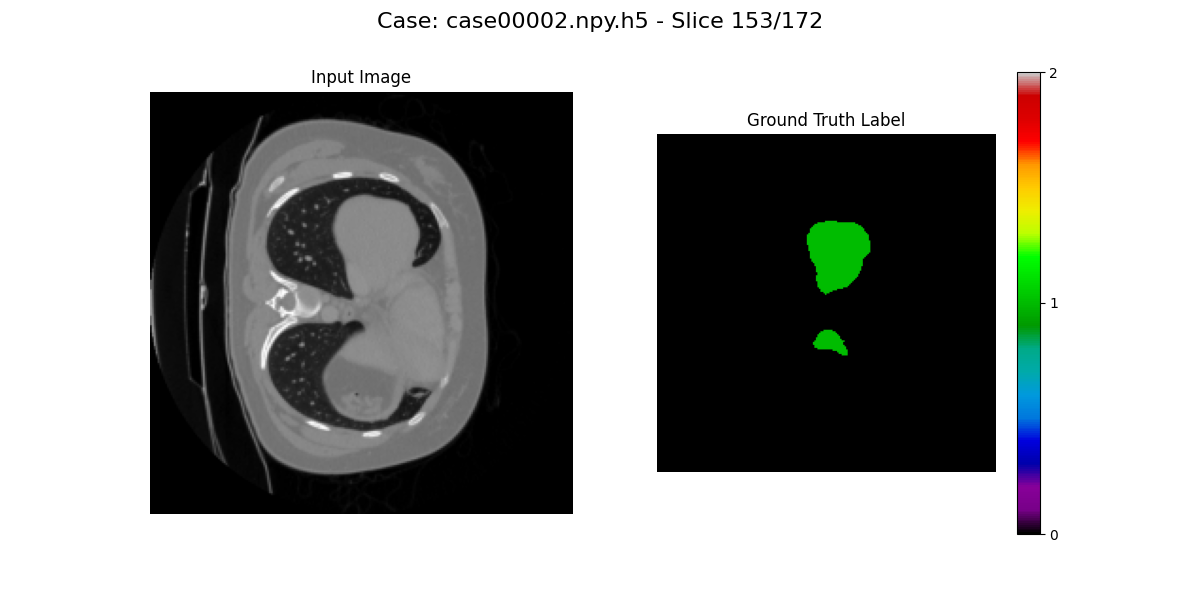 Case: case00002.npy.h5 - Slice 153/172
Input Image
Ground Truth Label
2
1
0